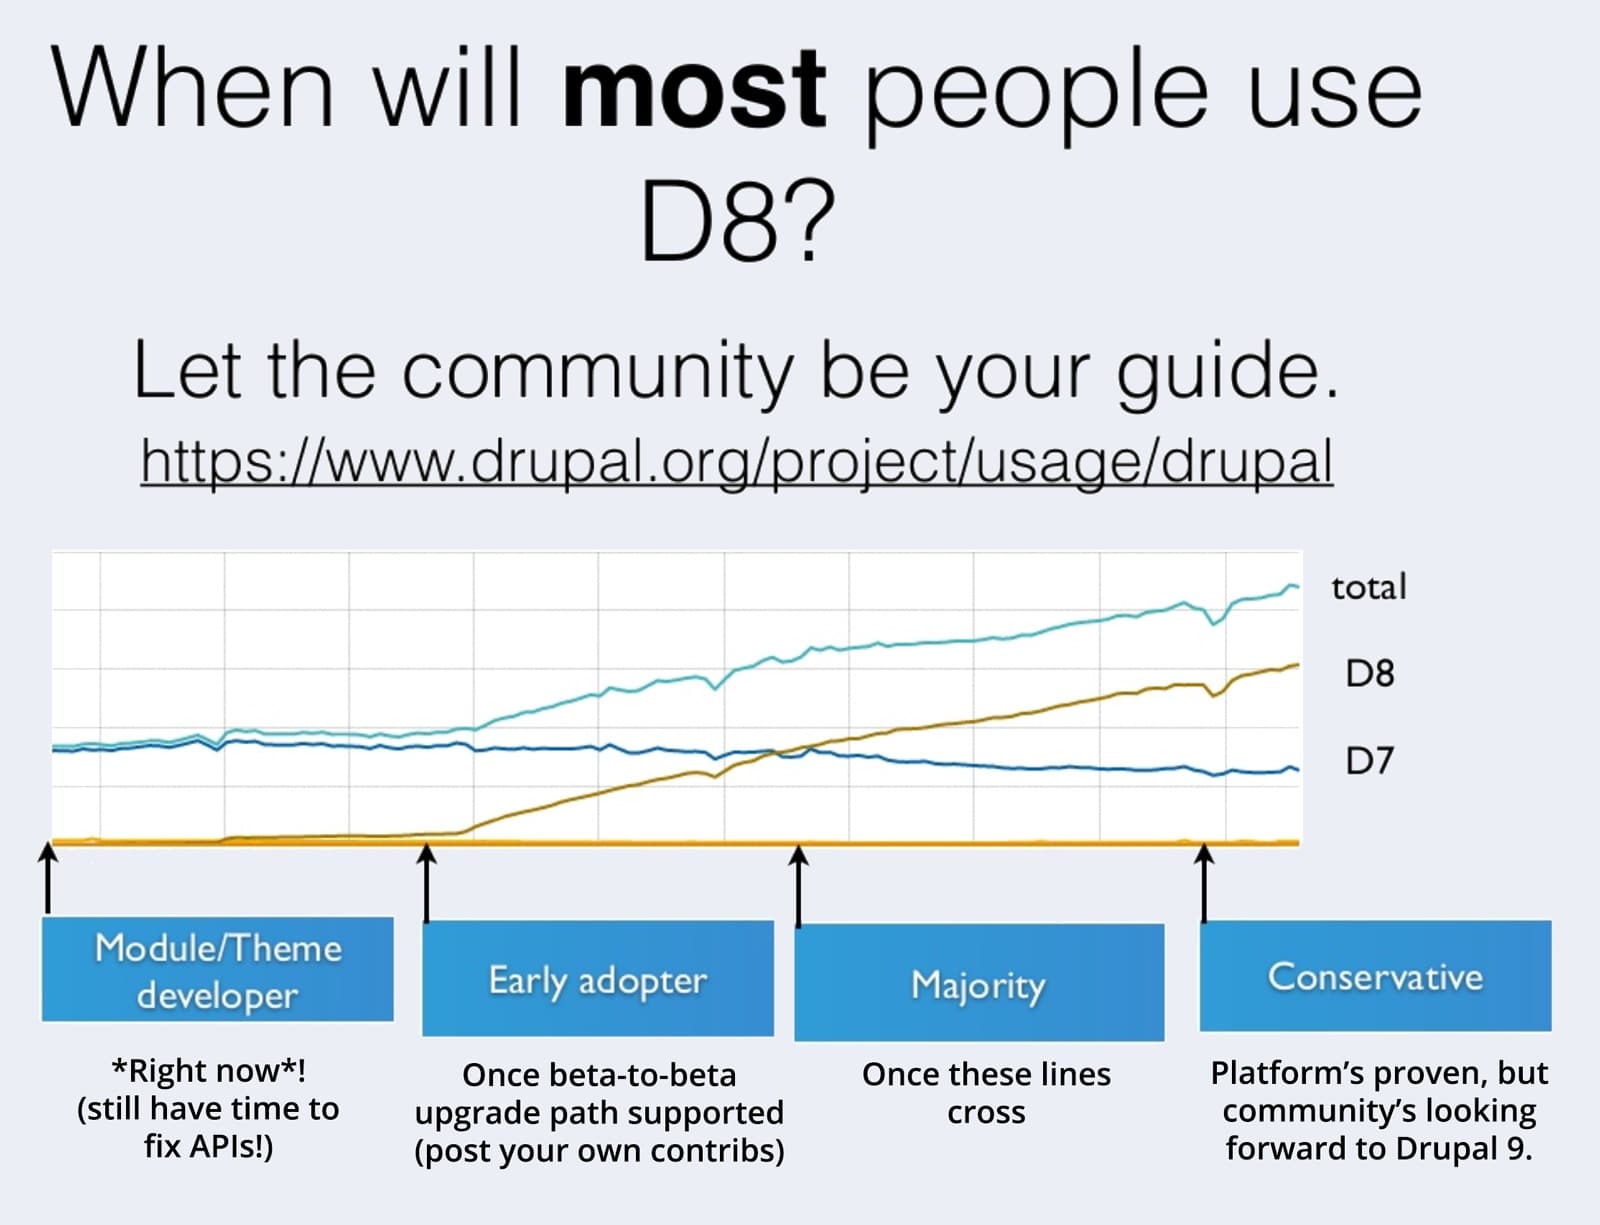 When will most people use
D8?
Let the community be your guide.
https://www.drupal.org/project/usage/drupal
total
D8
D7
Module/Theme
developer
*Right now*!
(still have time to
fix APIs!)
Early adopter
Once beta-to-beta
upgrade path supported
(post your own contribs)
Majority
Once these lines
cross
Conservative
Platform's proven, but
community's looking
forward to Drupal 9.